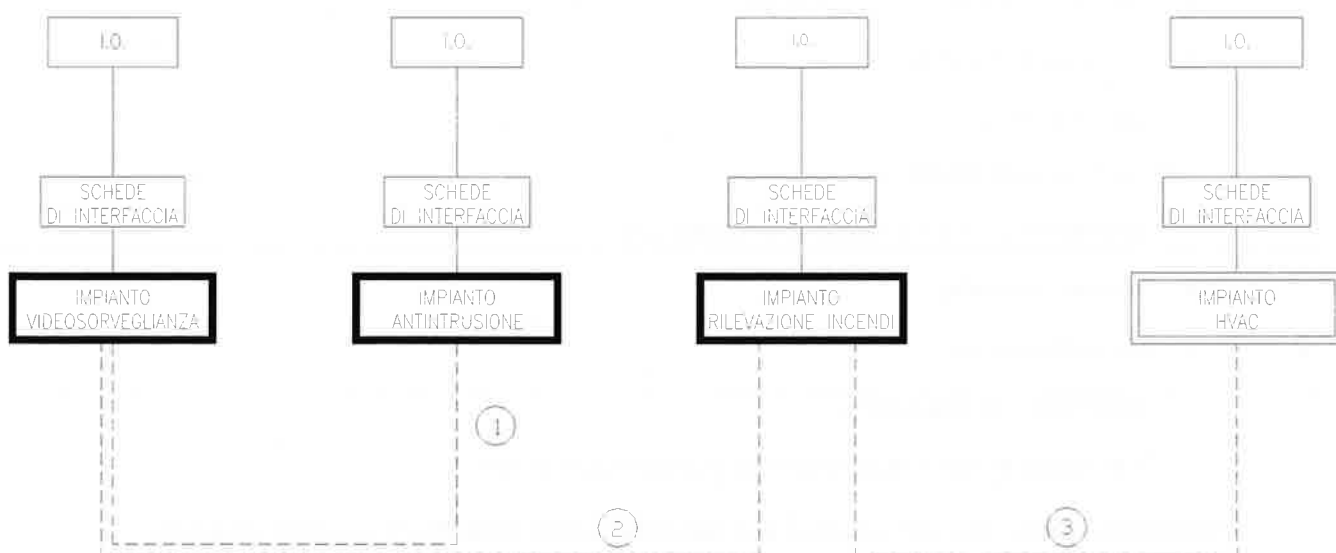 I.O.
I.O.
I.O.
I.O.
SCHEDE
DI INTERFACCIA
SCHEDE
DI INTERFACCIA
SCHEDE
DI INTERFACCIA
SCHEDE
DI INTERFACCIA
IMPIANTO
VIDEOSORVEGLIANZA
IMPIANTO
ANTINTRUSIONE
IMPIANTO
RILEVAZIONE INCENDI
IMPIANTO
HVAC
1
2
3